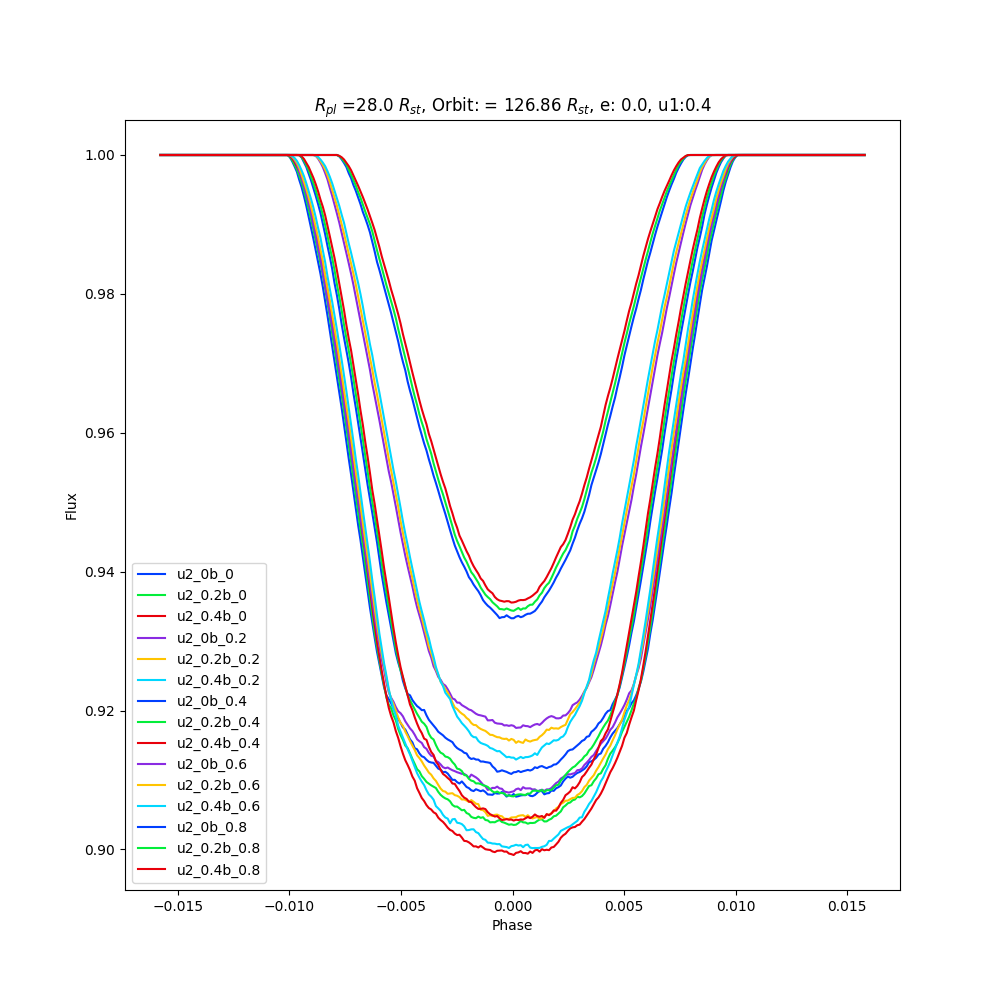 R_pl =28.0 R_st, Orbit: = 126.86 R_st, e: 0.0, u1:0.4
1.00
0.98
0.96
0.94
0.92
0.90
Flux
u2_0b_0
u2_0.2b_0
u2_0.4b_0
u2_0b_0.2
u2_0.2b_0.2
u2_0.4b_0.2
u2_0b_0.4
u2_0.2b_0.4
u2_0.4b_0.4
u2_0b_0.6
u2_0.2b_0.6
u2_0.4b_0.6
u2_0b_0.8
u2_0.2b_0.8
u2_0.4b_0.8
−0.015 −0.010 −0.005 0.000 0.005 0.010 0.015
Phase